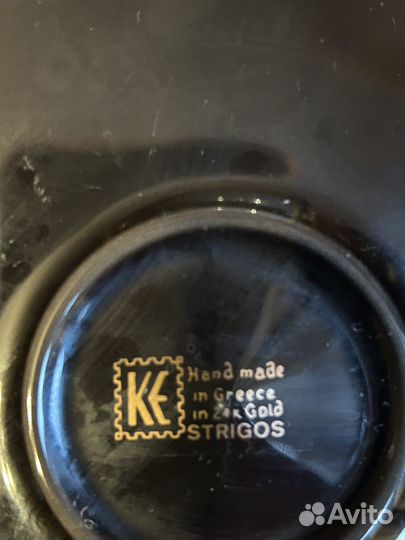 KE
Hand made
in Greece
in 24K Gold
STRIGOS
Avito